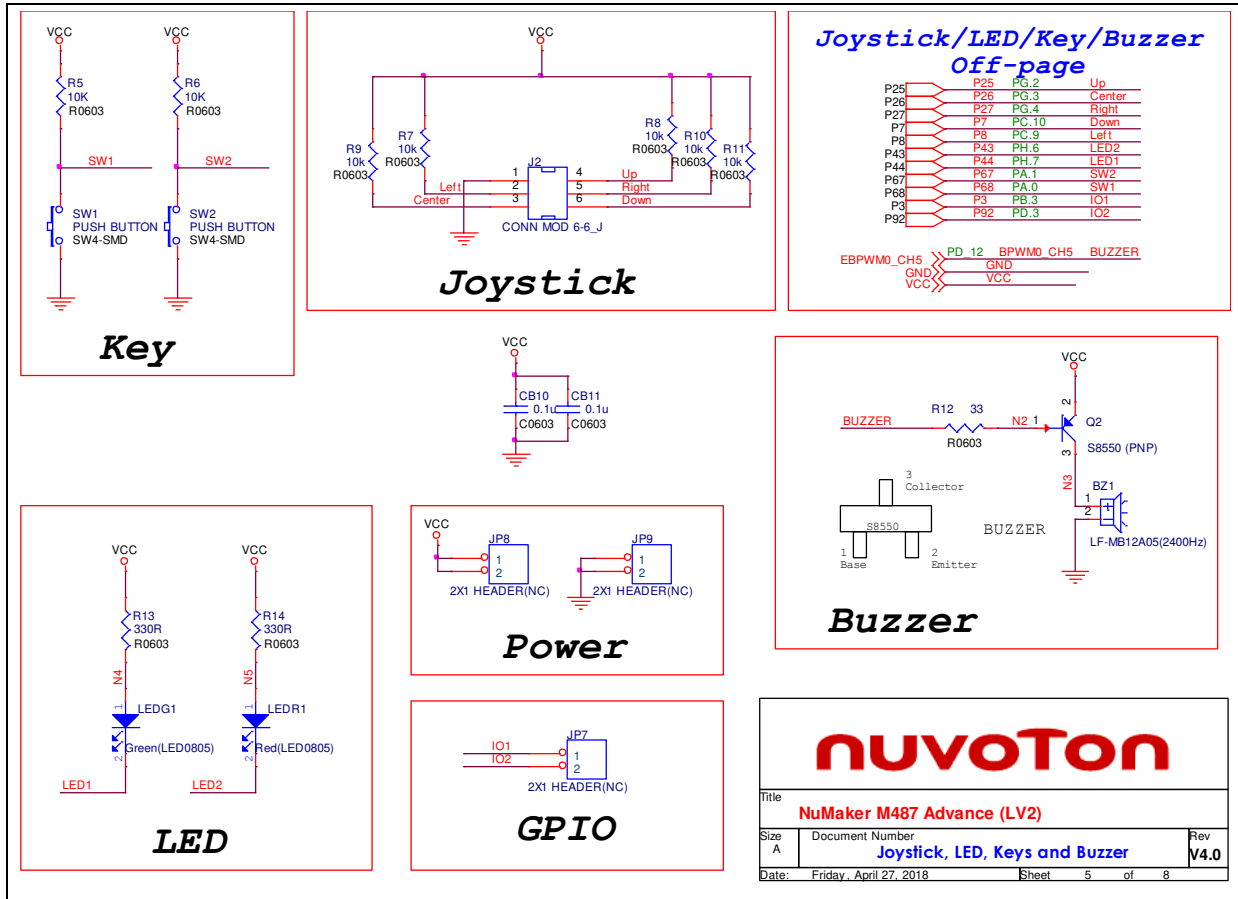 VCC
VCC
R5
10K
R0603
R6
10K
R0603
SW1
SW2
SW1
PUSH BUTTON
SW4-SMD
SW2
PUSH BUTTON
SW4-SMD
Key
VCC
R9
10k
R0603
R7
10k
R0603
R8
10k
R0603
R10
10k
R11
10k
R0603
J2
1
2
3
4
5
6
Left
Center
Up
Right
Down
CONN MOD 6-6_J
Joystick
Joystick/LED/Key/Buzzer
Off-page
P25 P25 PG.2 Up
P26 P26 PG.3 Center
P27 P27 PG.4 Right
P7 P7 PC.10 Down
P8 P8 PC.9 Left
P43 P43 PH.6 LED2
P44 P44 PH.7 LED1
P67 P67 PA.1 SW2
P68 P68 PA.0 SW1
P3 P3 PB.3 IO1
P92 P92 PD.3 IO2
EBPWM0_CH5 PD_12 BPWM0_CH5 BUZZER
GND GND
VCC VCC
VCC
CB10
0.1u
C0603
CB11
0.1u
C0603
VCC
BUZZER
R12 33
R0603
N2 1
2
3
Q2
S8550 (PNP)
N3
BZ1
1
2
LF-MB12A05(2400Hz)
3
Collector
S8550
1
Base
2
Emitter
BUZZER
Buzzer
VCC
VCC
R13
330R
R0603
R14
330R
R0603
N4
N5
1
LEDG1
2
Green(LED0805)
1
LEDR1
2
Red(LED0805)
LED1
LED2
LED
VCC
JP8
1
2
2X1 HEADER(NC)
JP9
1
2
2X1 HEADER(NC)
Power
IO1
IO2
JP7
1
2
2X1 HEADER(NC)
GPIO
nuvoTon
Title
NuMaker M487 Advance (LV2)
Size
A
Document Number
Joystick, LED, Keys and Buzzer
Rev
V4.0
Date: Friday, April 27, 2018 Sheet 5 of 8